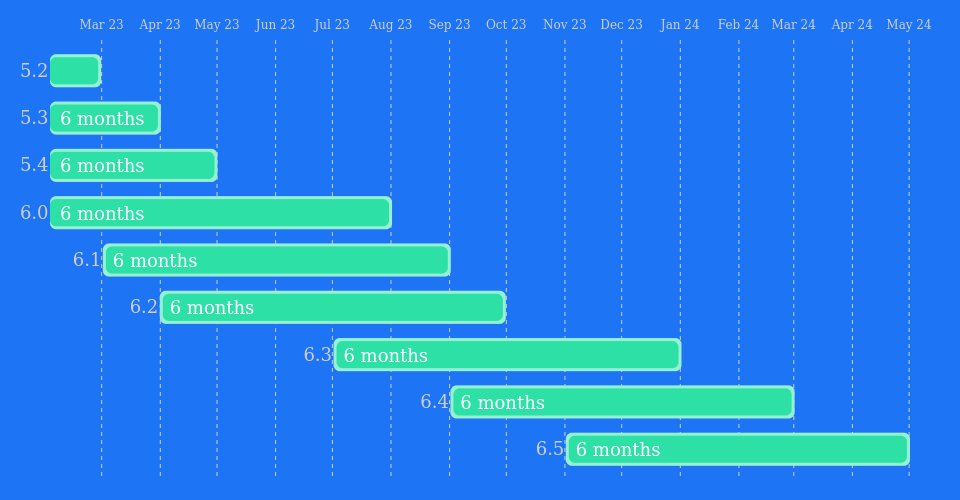 Mar 23 Apr 23 May 23 Jun 23 Jul 23 Aug 23 Sep 23 Oct 23 Nov 23 Dec 23 Jan 24 Feb 24 Mar 24 Apr 24 May 24
5.2
5.3 6 months
5.4 6 months
6.0 6 months
6.1 6 months
6.2 6 months
6.3 6 months
6.4 6 months
6.5 6 months